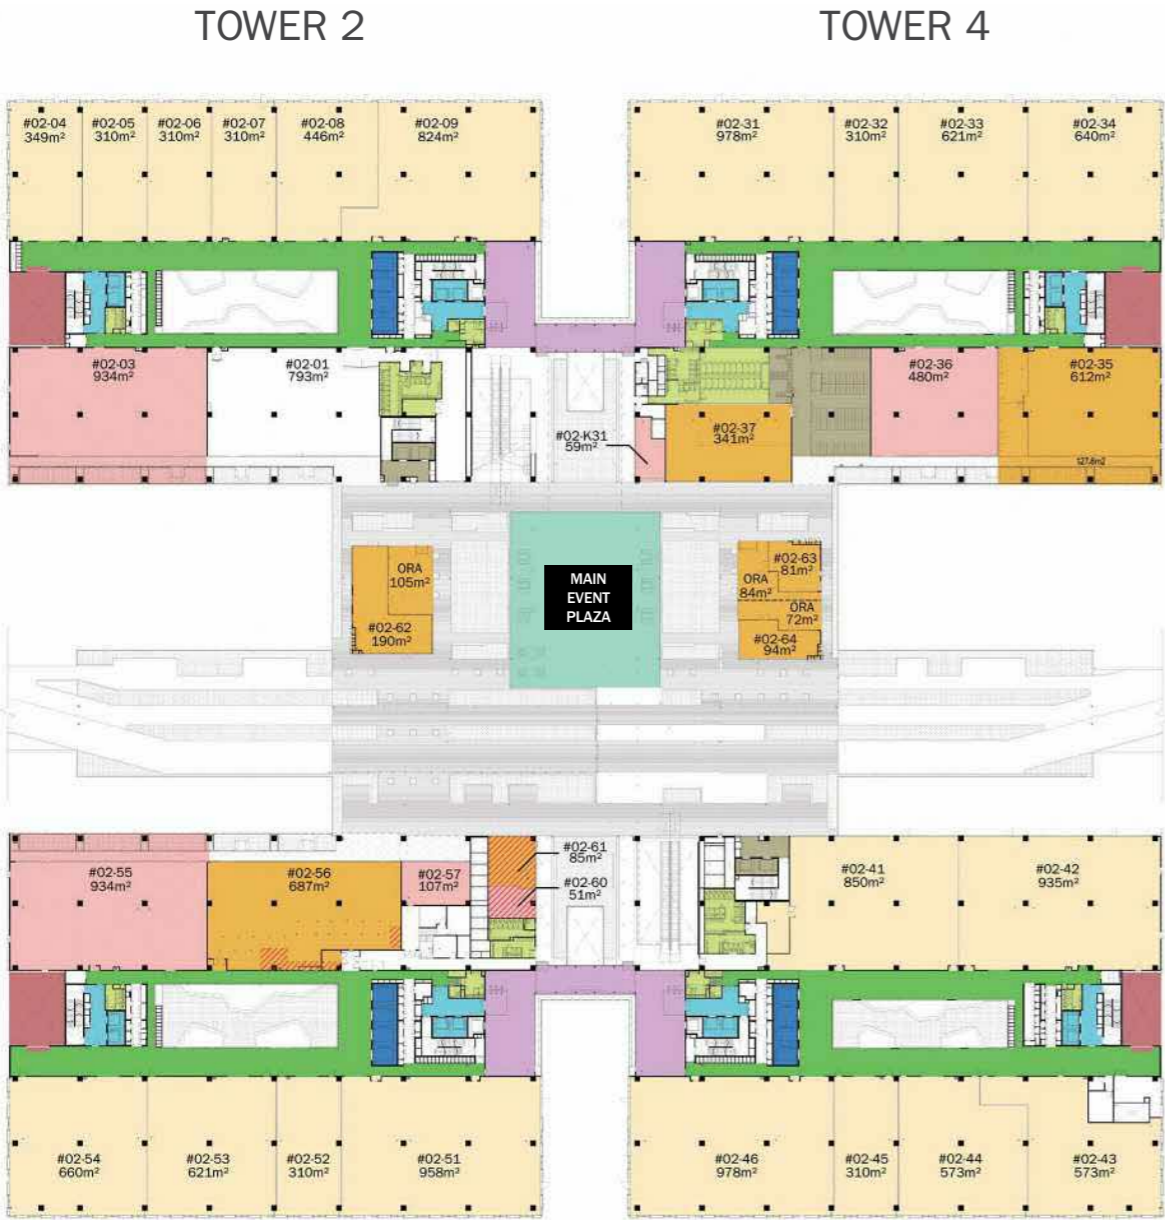 TOWER 2
TOWER 4
#02-04
349m²
#02-05
310m²
#02-06
310m²
#02-07
310m²
#02-08
446m²
#02-09
824m²
#02-31
978m²
#02-32
310m²
#02-33
621m²
#02-34
640m²
#02-03
934m²
#02-01
793m²
#02-36
480m²
#02-35
612m²
#02-K31
59m²
#02-37
341m²
127.6m2
ORA
105m²
#02-62
190m²
MAIN
EVENT
PLAZA
#02-63
81m²
ORA
84m²
ORA
72m²
#02-64
94m²
#02-55
934m²
#02-56
687m²
#02-57
107m²
#02-61
85m²
#02-60
51m²
#02-41
850m²
#02-42
935m²
#02-54
660m²
#02-53
621m²
#02-52
310m²
#02-51
958m²
#02-46
978m²
#02-45
310m²
#02-44
573m²
#02-43
573m²